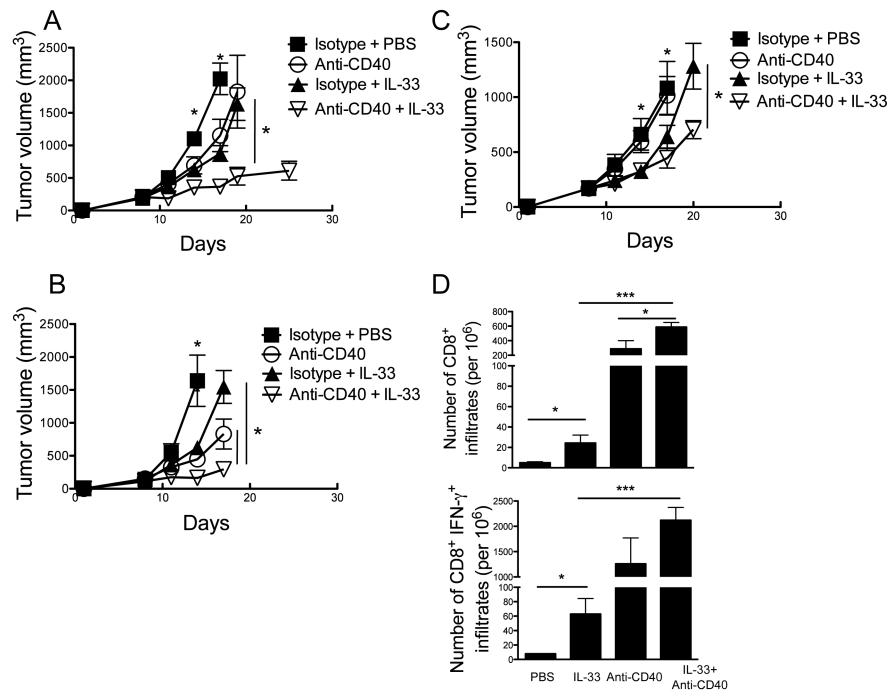 A
Tumor volume (mm³)
2500
2000
1500
1000
500
0
0
10
20
30
Days
*
*
*
Isotype + PBS
Anti-CD40
Isotype + IL-33
Anti-CD40 + IL-33
C
Tumor volume (mm³)
1500
1000
500
0
0
10
20
30
Days
*
*
*
Isotype + PBS
Anti-CD40
Isotype + IL-33
Anti-CD40 + IL-33
B
Tumor volume (mm³)
2500
2000
1500
1000
500
0
0
10
20
30
Days
*
*
Isotype + PBS
Anti-CD40
Isotype + IL-33
Anti-CD40 + IL-33
D
Number of CD8⁺
infiltrates (per 10⁶)
800
700
600
500
400
300
200
100
80
60
40
20
0
***
*
*
Number of CD8⁺ IFN-γ⁺
infiltrates (per 10⁶)
2500
2000
1500
1000
100
80
60
40
20
0
***
*
PBS
IL-33
Anti-CD40
IL-33+
Anti-CD40